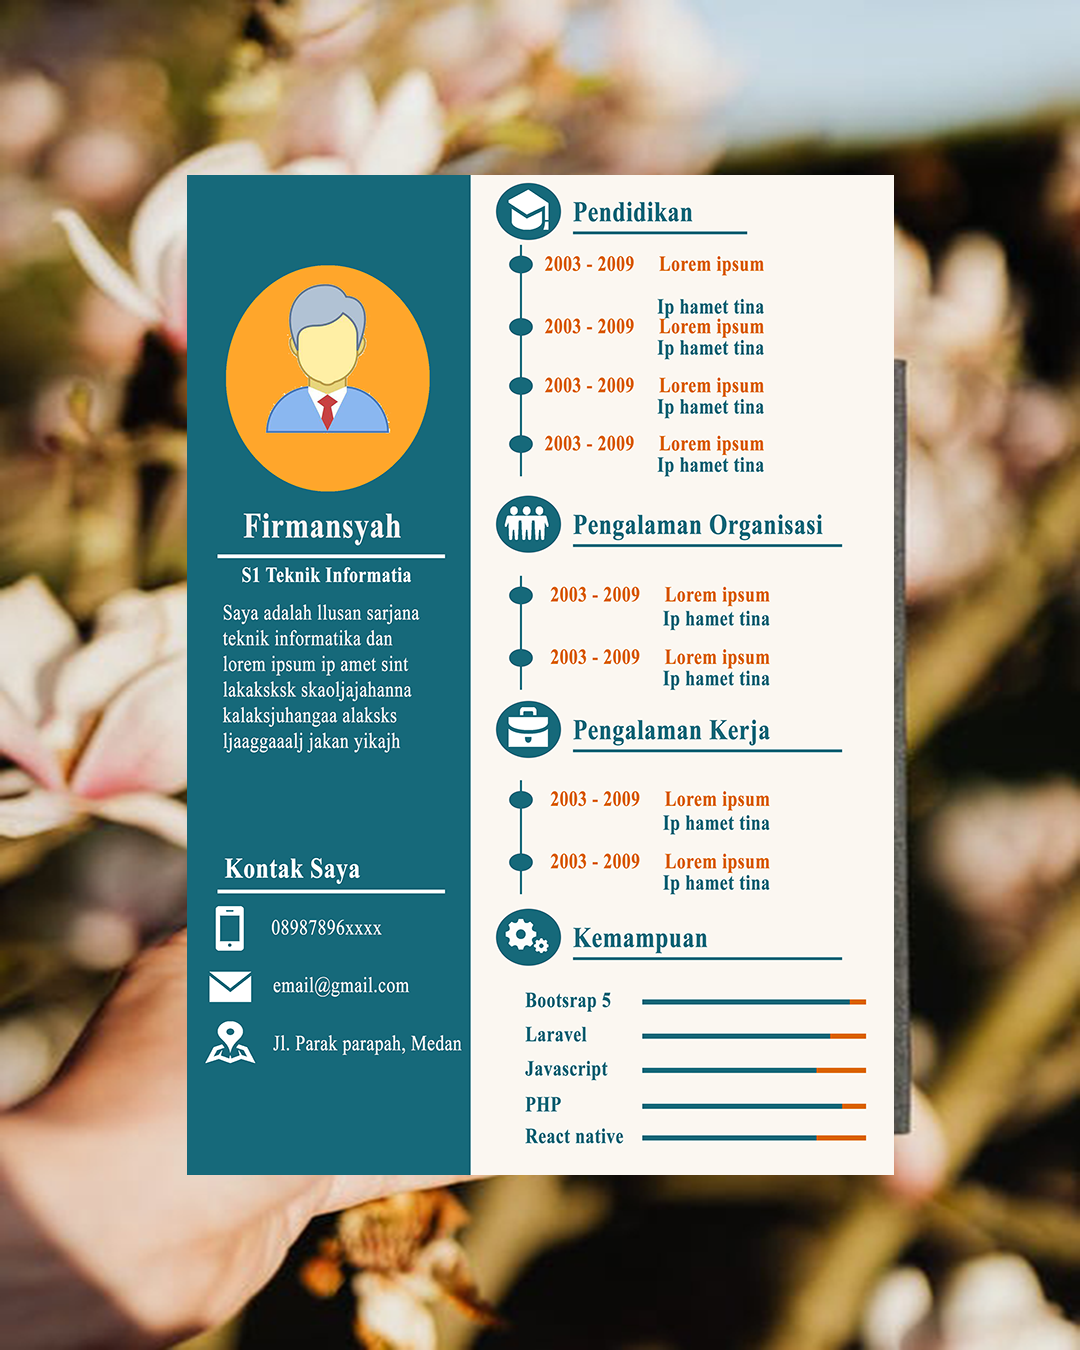 Firmansyah
S1 Teknik Informatia
Saya adalah llusan sarjana
teknik informatika dan
lorem ipsum ip amet sint
lakaksksk skaoljajahanna
kalaksjuhangaa alaksks
ljaaggaaalj jakan yikajh
Kontak Saya
08987896xxxx
email@gmail.com
Jl. Parak parapah, Medan
Pendidikan
2003 - 2009 Lorem ipsum
Ip hamet tina
2003 - 2009 Lorem ipsum
Ip hamet tina
2003 - 2009 Lorem ipsum
Ip hamet tina
2003 - 2009 Lorem ipsum
Ip hamet tina
Pengalaman Organisasi
2003 - 2009 Lorem ipsum
Ip hamet tina
2003 - 2009 Lorem ipsum
Ip hamet tina
Pengalaman Kerja
2003 - 2009 Lorem ipsum
Ip hamet tina
2003 - 2009 Lorem ipsum
Ip hamet tina
Kemampuan
Bootsrap 5
Laravel
Javascript
PHP
React native